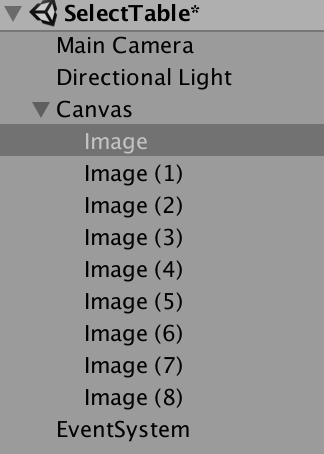 SelectTable*
Main Camera
Directional Light
Canvas
Image
Image (1)
Image (2)
Image (3)
Image (4)
Image (5)
Image (6)
Image (7)
Image (8)
EventSystem